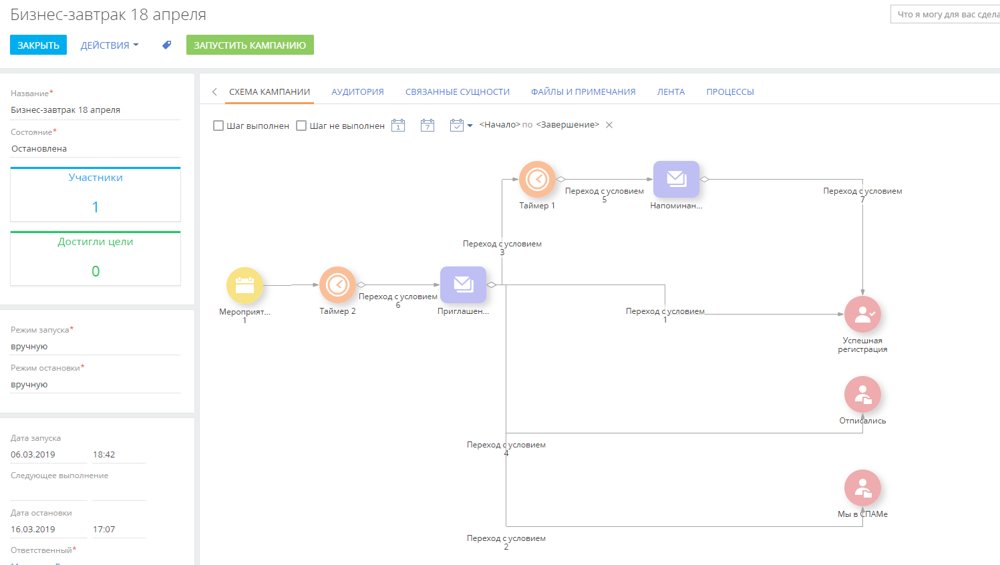 Бизнес-завтрак 18 апреля
Что я могу для вас сдела
ЗАКРЫТЬ
ДЕЙСТВИЯ
ЗАПУСТИТЬ КАМПАНИЮ
Название*
Бизнес-завтрак 18 апреля
Состояние*
Остановлена
Участники
1
Достигли цели
0
Режим запуска*
вручную
Режим остановки*
вручную
Дата запуска
06.03.2019 18:42
Следующее выполнение
Дата остановки
16.03.2019 17:07
Ответственный*
СХЕМА КАМПАНИИ
АУДИТОРИЯ
СВЯЗАННЫЕ СУЩНОСТИ
ФАЙЛЫ И ПРИМЕЧАНИЯ
ЛЕНТА
ПРОЦЕССЫ
Шаг выполнен
Шаг не выполнен
1
7
<Начало> по <Завершение>
Таймер 1
Переход с условием
5
Напоминан...
Переход с условием
7
Переход с условием
3
Мероприят...
1
Таймер 2
Переход с условием
6
Приглашен...
Переход с условием
1
Успешная
регистрация
Отписались
Переход с условием
4
Мы в СПАМе
Переход с условием
2